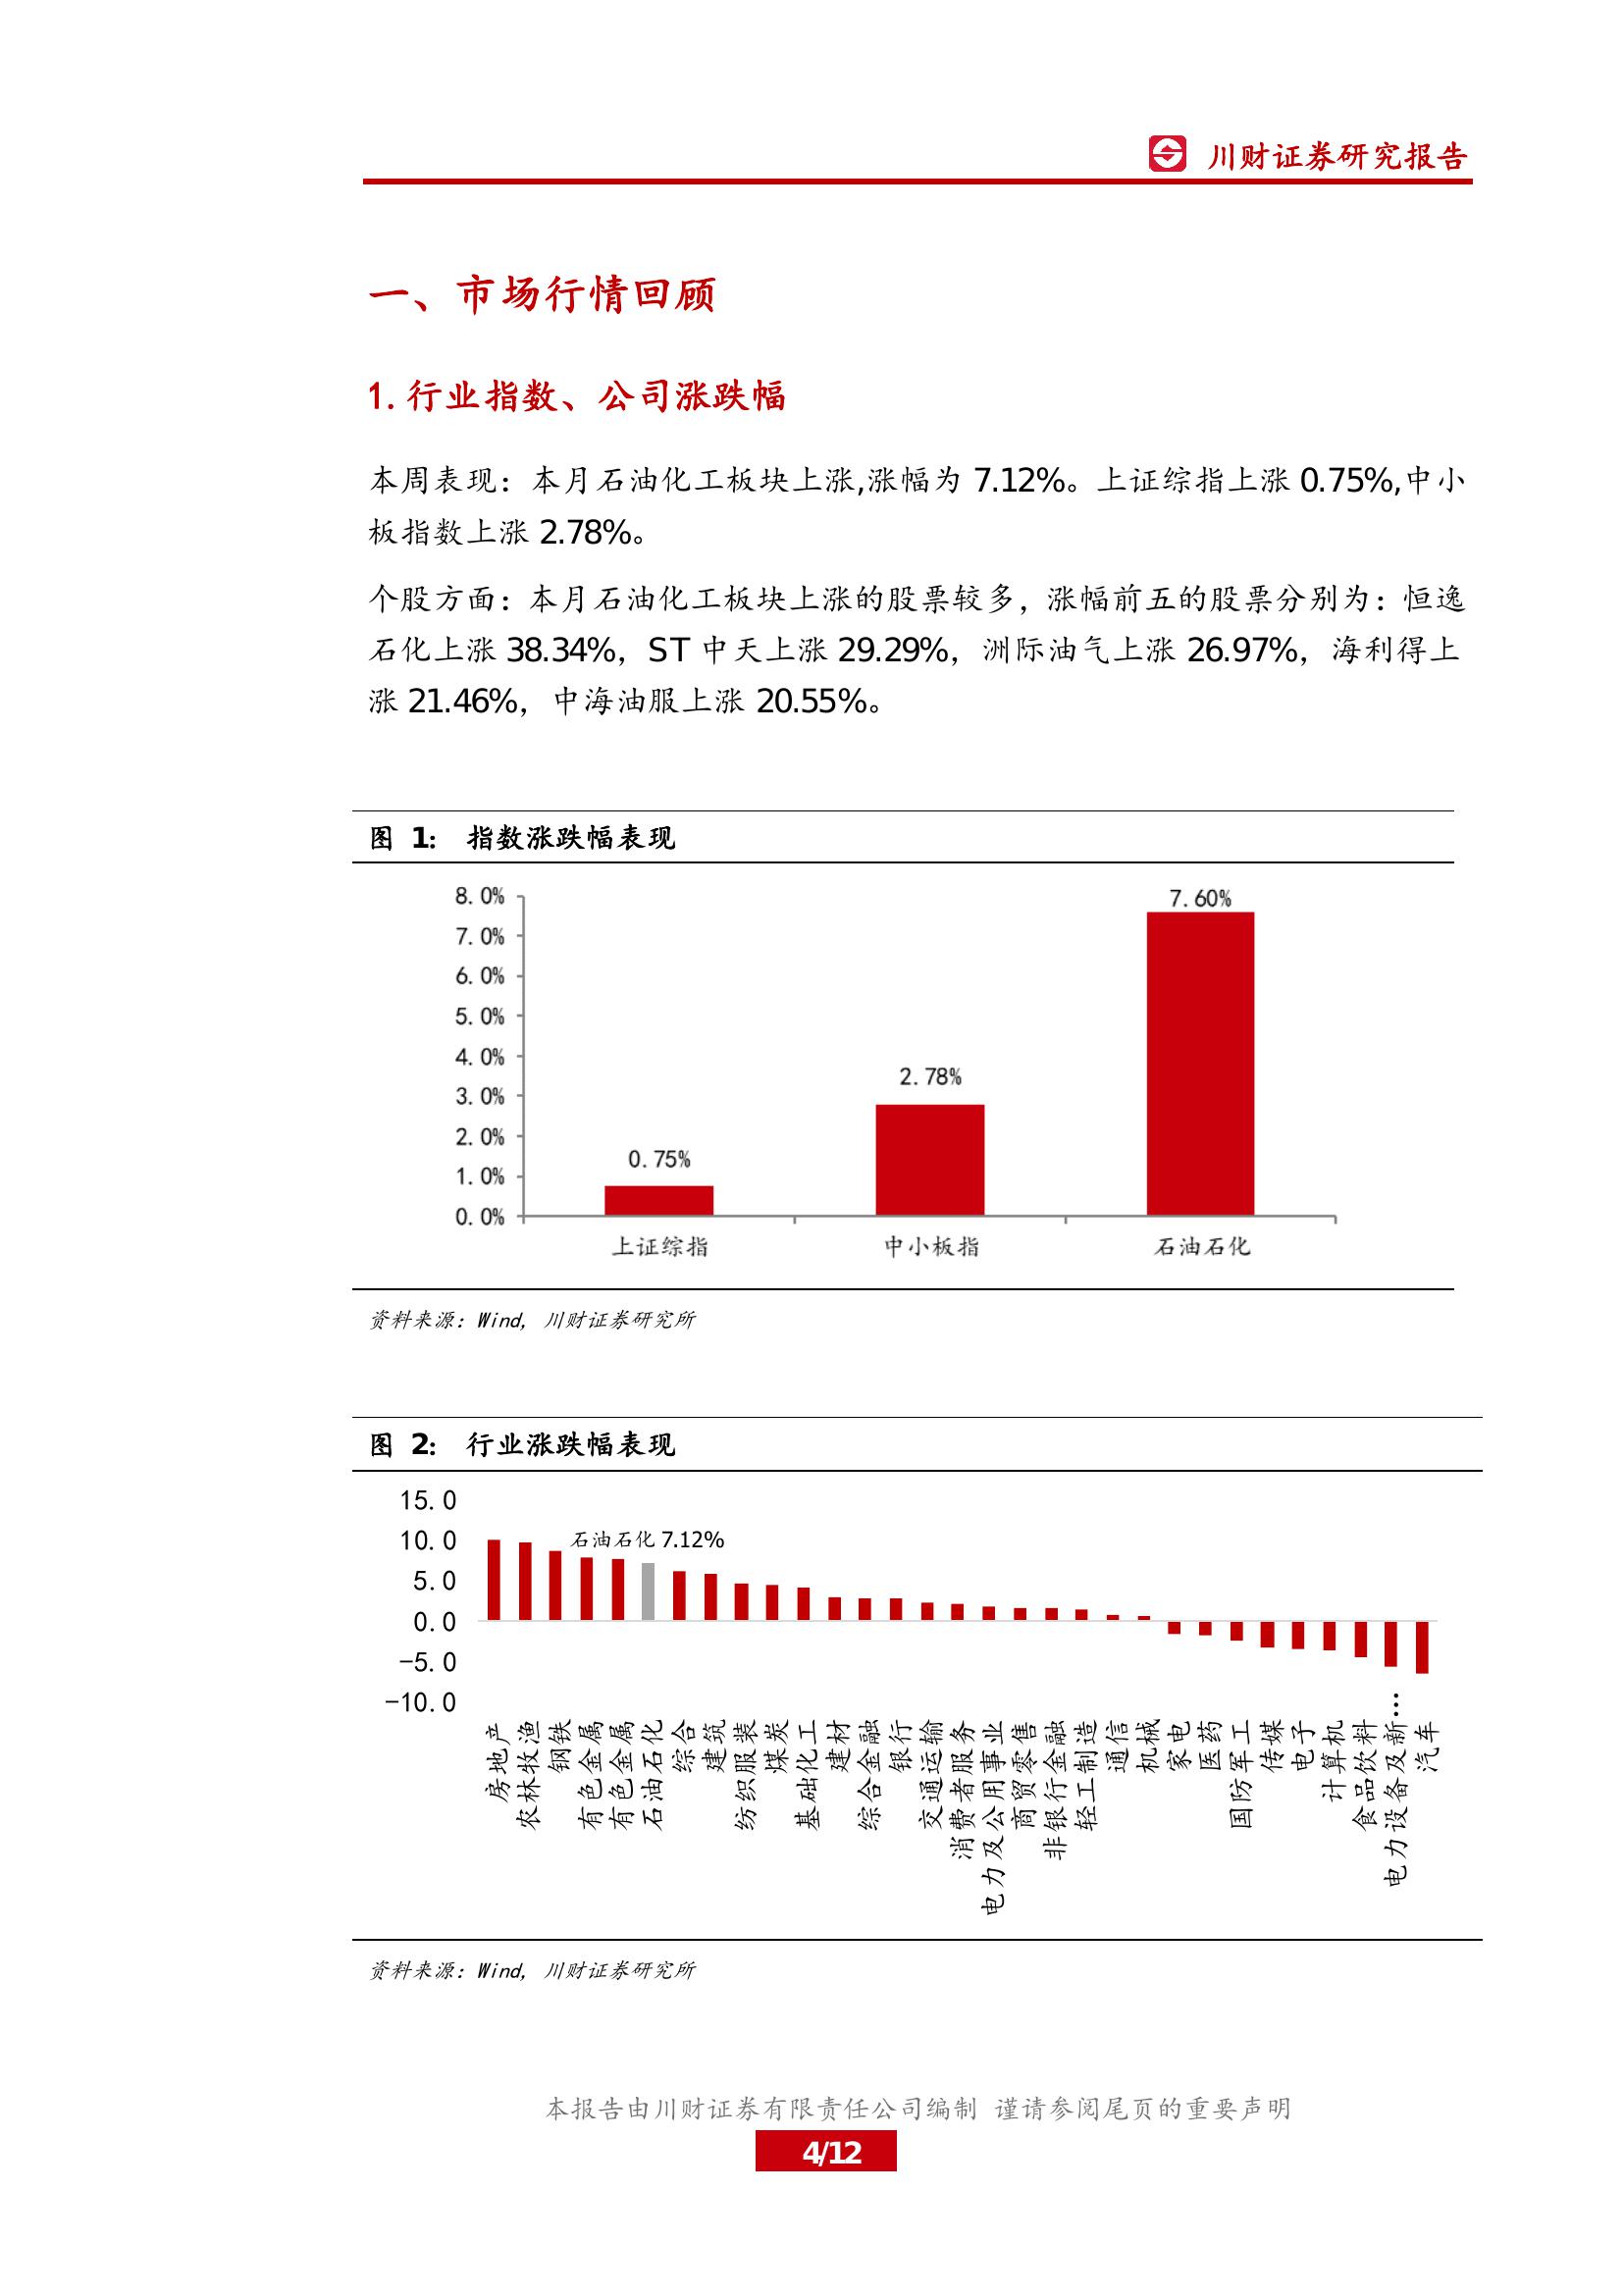 川财证券研究报告
一、市场行情回顾
1.行业指数、公司涨跌幅
本周表现：本月石油化工板块上涨,涨幅为 7.12%。上证综指上涨 0.75%,中小
板指数上涨 2.78%。
个股方面：本月石油化工板块上涨的股票较多，涨幅前五的股票分别为：恒逸
石化上涨 38.34%，ST 中天上涨 29.29%，洲际油气上涨 26.97%，海利得上
涨 21.46%，中海油服上涨 20.55%。
图 1： 指数涨跌幅表现
8.0%
7.0%
6.0%
5.0%
4.0%
3.0%
2.0%
1.0%
0.0%
0.75%
2.78%
7.60%
上证综指 中小板指 石油石化
资料来源：Wind, 川财证券研究所
图 2： 行业涨跌幅表现
15.0
10.0
5.0
0.0
-5.0
-10.0
石油石化 7.12%
房地产
农林牧渔
钢铁
有色金属
有色金属
石油石化
综合
建筑
纺织服装
煤炭
基础化工
建材
综合金融
银行
交通运输
消费者服务
电力及公用事业
商贸零售
非银行金融
轻工制造
通信
机械
家电
医药
国防军工
传媒
电子
计算机
食品饮料
电力设备及新…
汽车
资料来源：Wind, 川财证券研究所
本报告由川财证券有限责任公司编制 谨请参阅尾页的重要声明
4/12